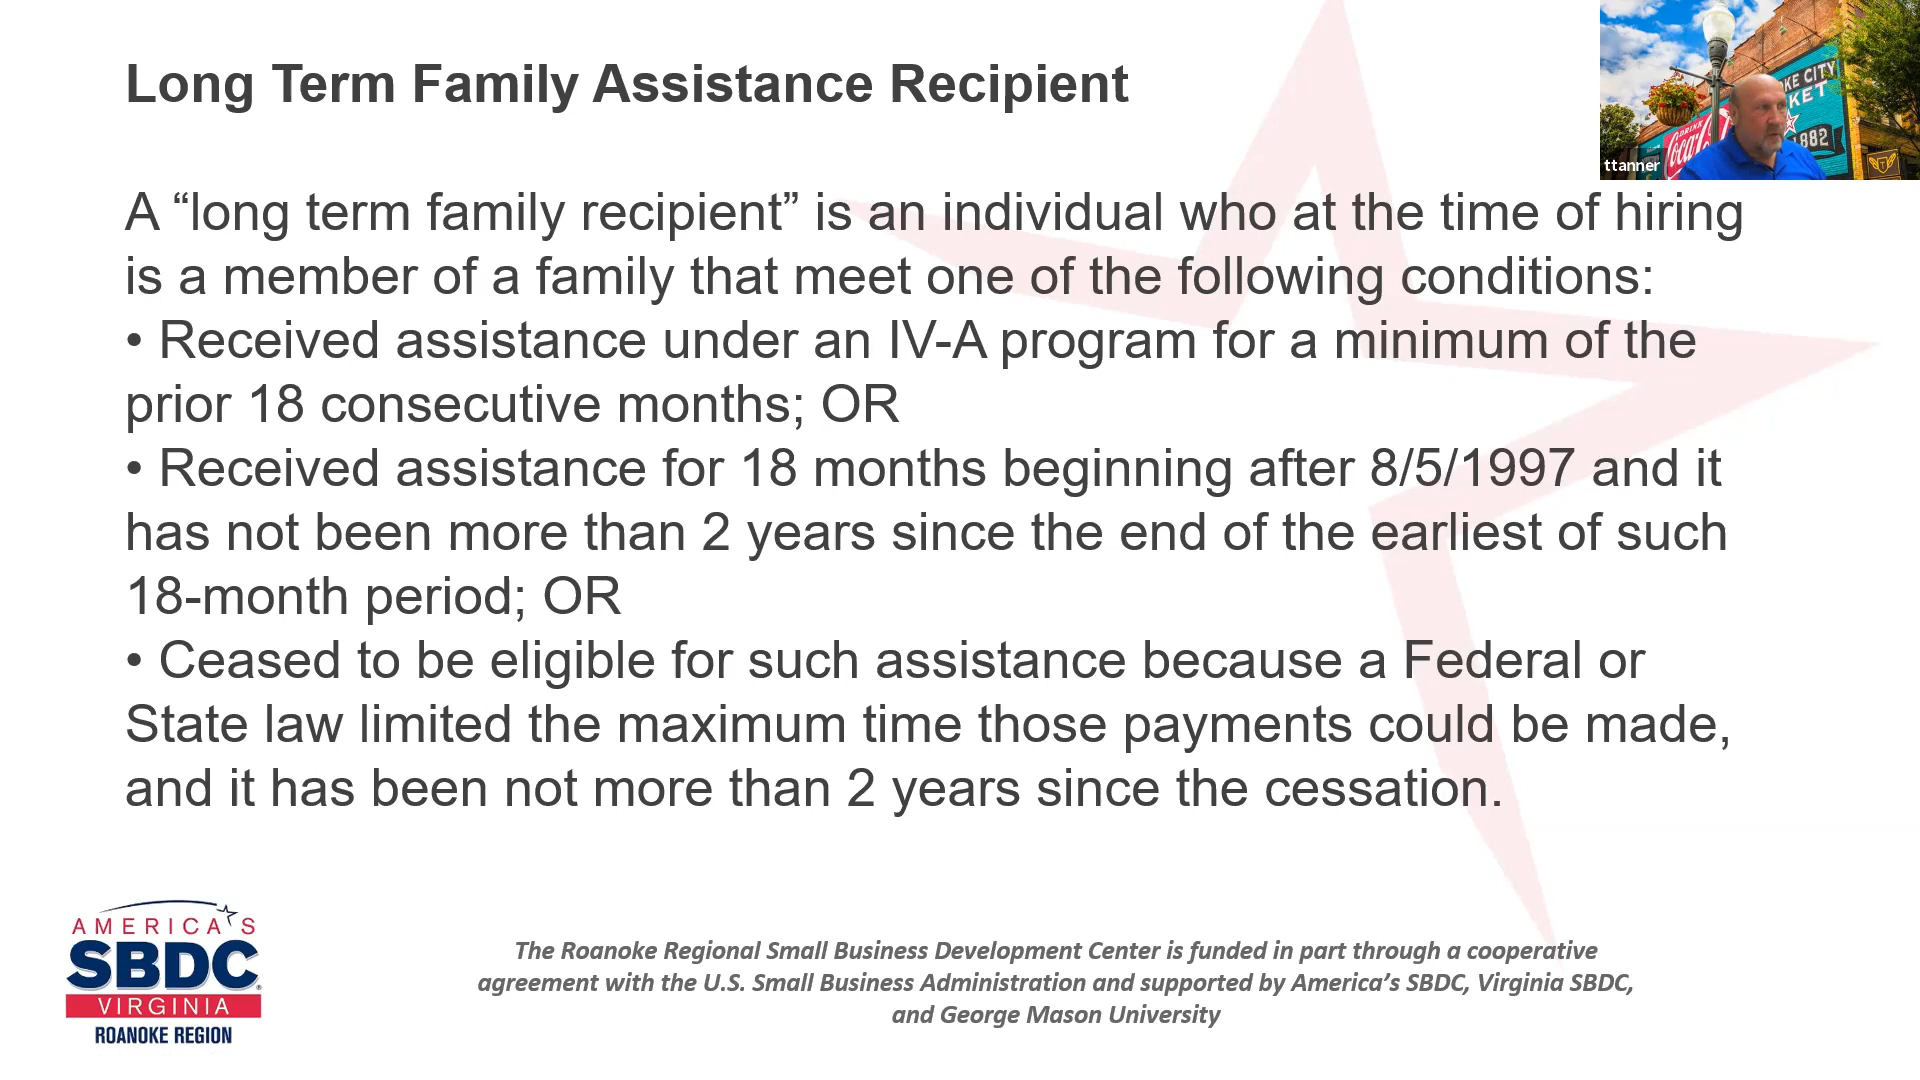 Long Term Family Assistance Recipient
A “long term family recipient” is an individual who at the time of hiring
is a member of a family that meet one of the following conditions:
• Received assistance under an IV-A program for a minimum of the
prior 18 consecutive months; OR
• Received assistance for 18 months beginning after 8/5/1997 and it
has not been more than 2 years since the end of the earliest of such
18-month period; OR
• Ceased to be eligible for such assistance because a Federal or
State law limited the maximum time those payments could be made,
and it has been not more than 2 years since the cessation.
KE CITY
KET
DRINK
Coca
1882
ttanner
AMERICA'S
SBDC
VIRGINIA
ROANOKE REGION
The Roanoke Regional Small Business Development Center is funded in part through a cooperative
agreement with the U.S. Small Business Administration and supported by America’s SBDC, Virginia SBDC,
and George Mason University